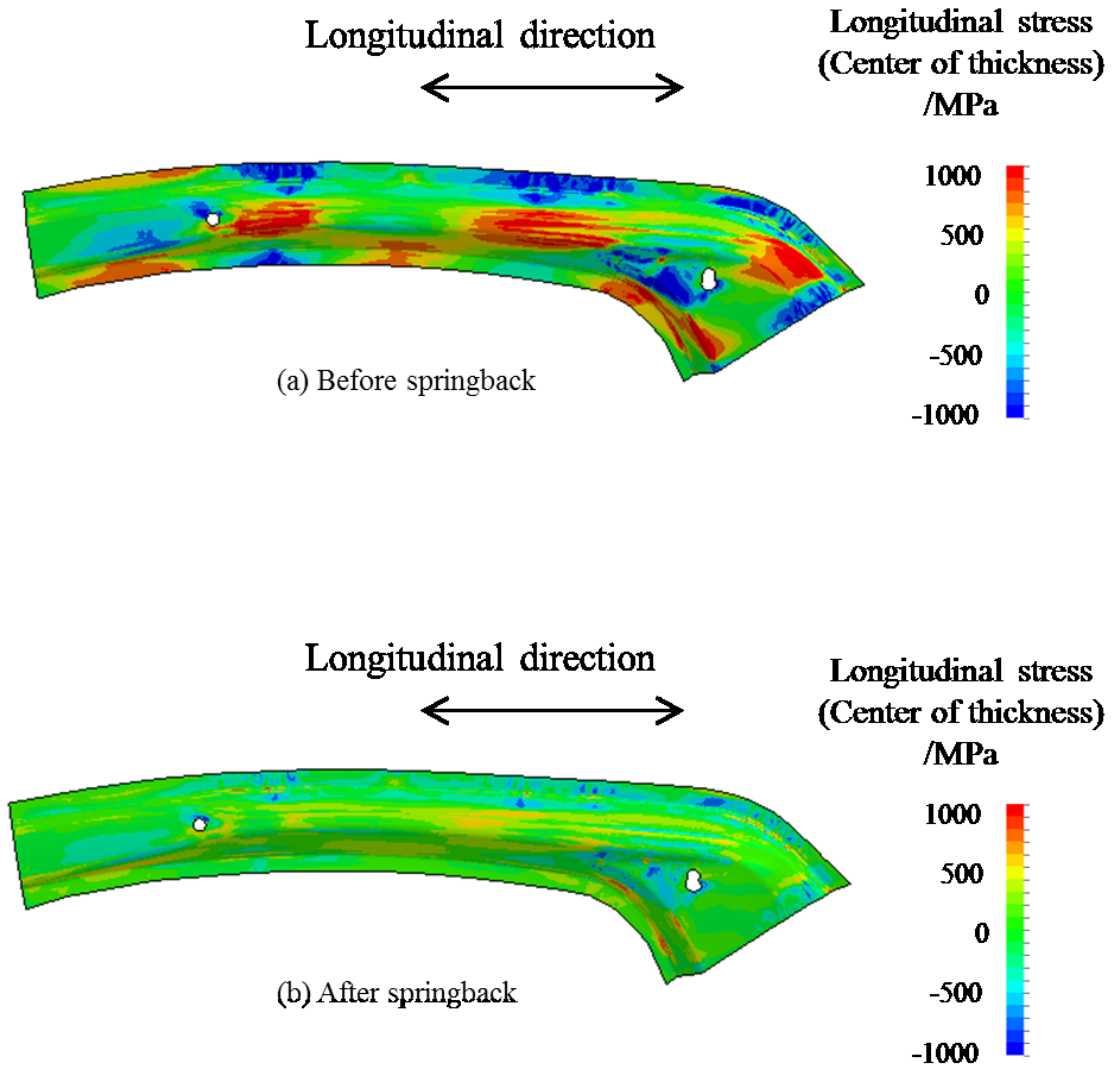 Longitudinal direction
Longitudinal stress
(Center of thickness)
/MPa
1000
500
0
-500
-1000
(a) Before springback
Longitudinal direction
Longitudinal stress
(Center of thickness)
/MPa
1000
500
0
-500
-1000
(b) After springback